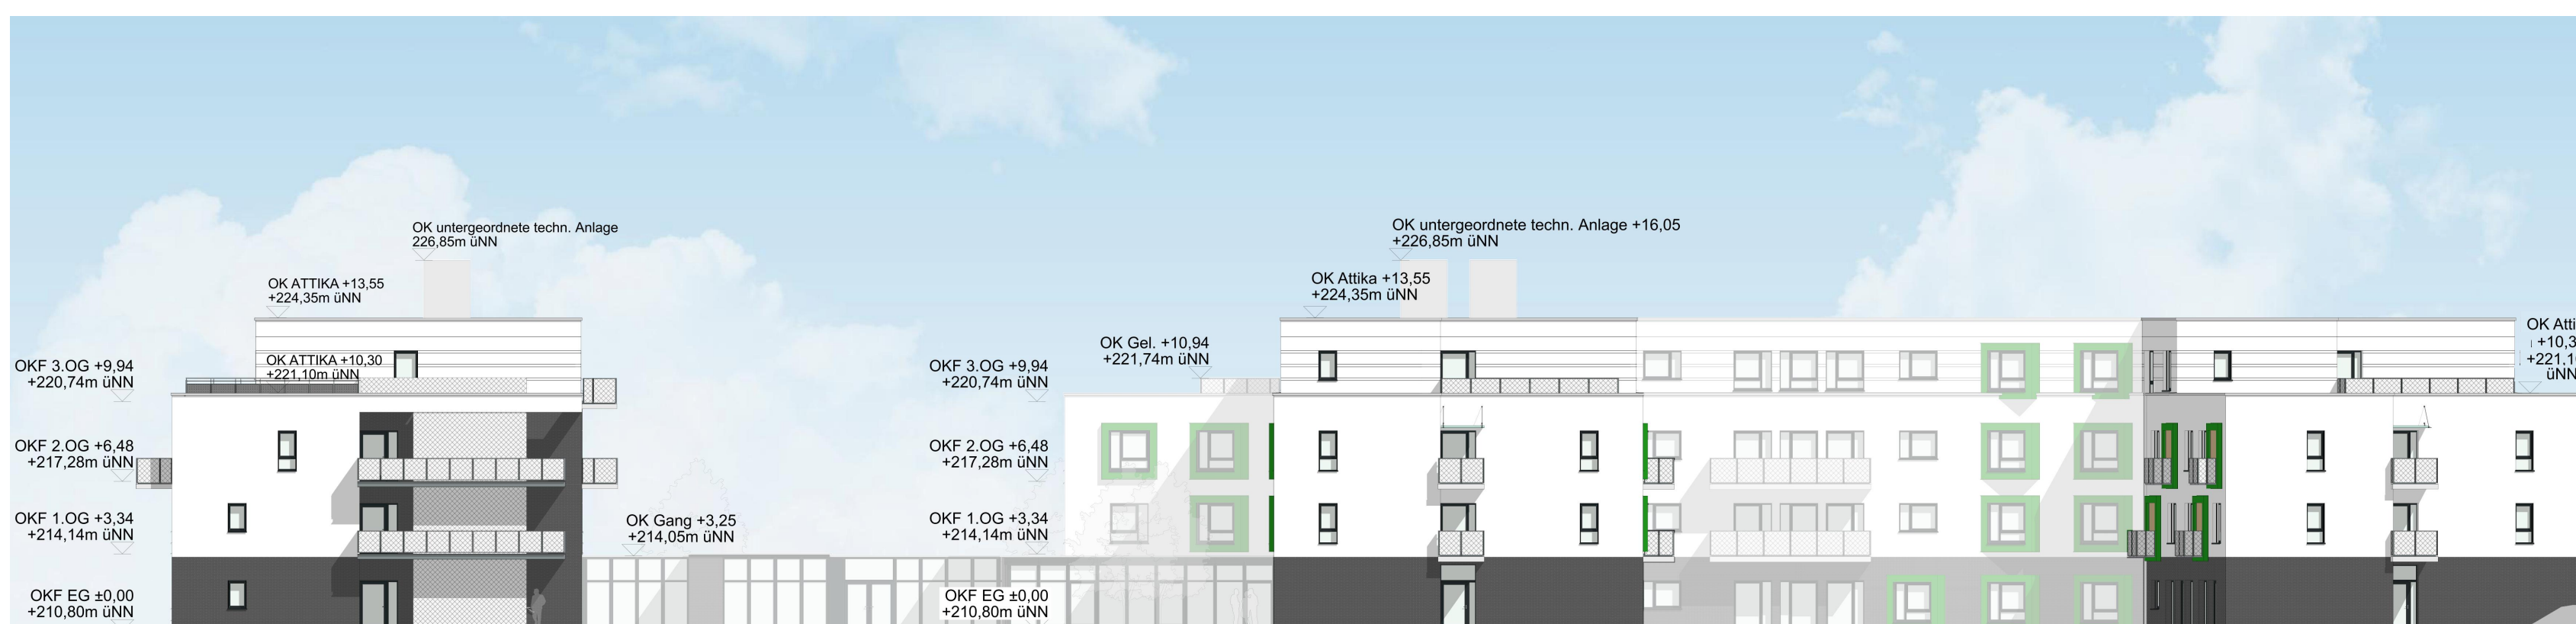 OK untergeordnete techn. Anlage
226,85m üNN
OK ATTIKA +13,55
+224,35m üNN
OK ATTIKA +10,30
+221,10m üNN
OKF 3.OG +9,94
+220,74m üNN
OKF 2.OG +6,48
+217,28m üNN
OKF 1.OG +3,34
+214,14m üNN
OKF EG ±0,00
+210,80m üNN
OK Gang +3,25
+214,05m üNN
OKF 3.OG +9,94
+220,74m üNN
OKF 2.OG +6,48
+217,28m üNN
OKF 1.OG +3,34
+214,14m üNN
OKF EG ±0,00
+210,80m üNN
OK Gel. +10,94
+221,74m üNN
OK untergeordnete techn. Anlage +16,05
+226,85m üNN
OK Attika +13,55
+224,35m üNN
OK Atti
+10,3
+221,1
üNN